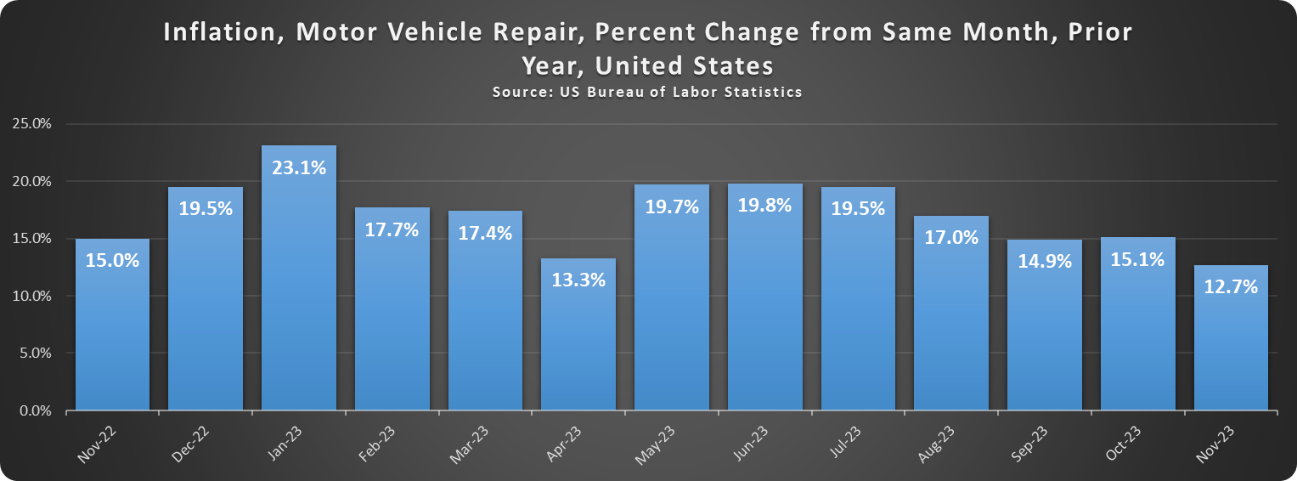 Inflation, Motor Vehicle Repair, Percent Change from Same Month, Prior
Year, United States
Source: US Bureau of Labor Statistics
25.0%
20.0%
15.0%
10.0%
5.0%
0.0%
15.0%
19.5%
23.1%
17.7%
17.4%
13.3%
19.7%
19.8%
19.5%
17.0%
14.9%
15.1%
12.7%
Nov-22
Dec-22
Jan-23
Feb-23
Mar-23
Apr-23
May-23
Jun-23
Jul-23
Aug-23
Sep-23
Oct-23
Nov-23